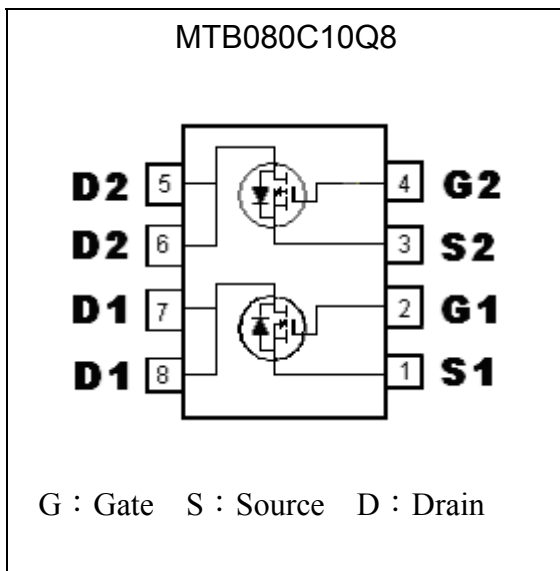 MTB080C10Q8
D2 5 4 G2
D2 6 3 S2
D1 7 2 G1
D1 8 1 S1
G：Gate S：Source D：Drain